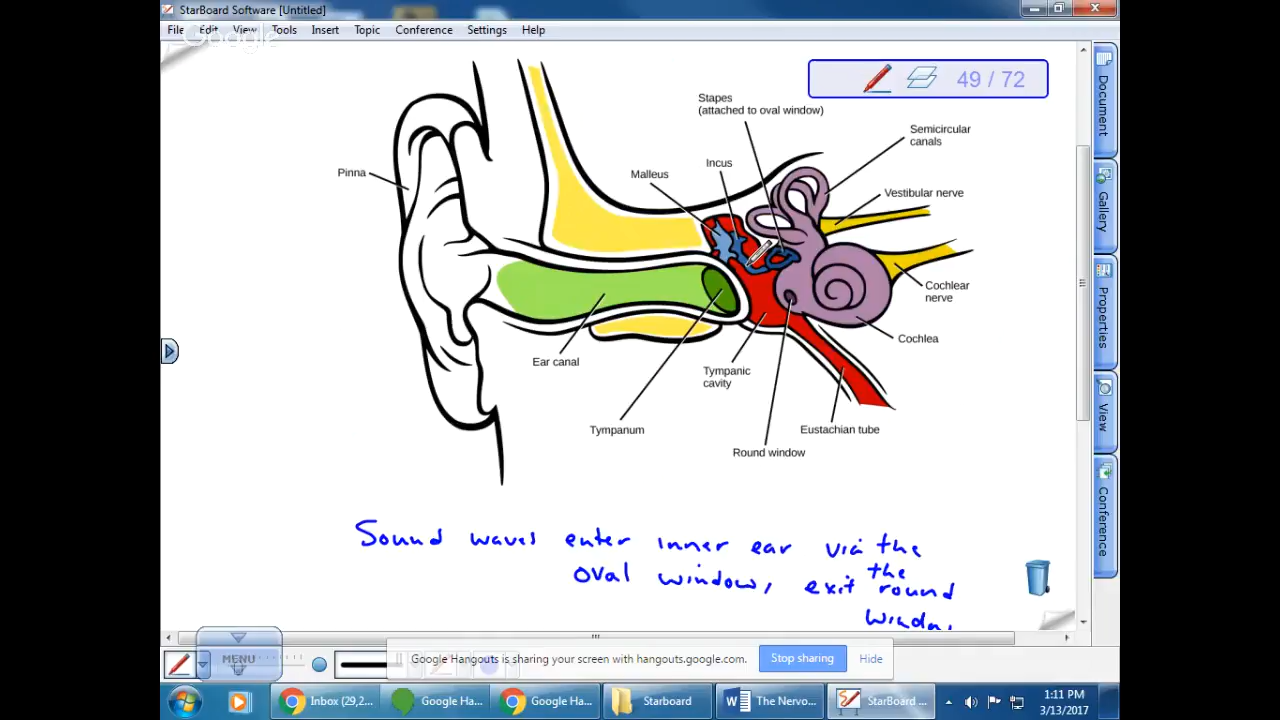 StarBoard Software [Untitled]
File Edit View Tools Insert Topic Conference Settings Help
Google
49 / 72
Stapes
(attached to oval window)
Semicircular
canals
Incus
Malleus
Pinna
Vestibular nerve
Cochlear
nerve
Cochlea
Ear canal
Tympanic
cavity
Tympanum
Eustachian tube
Round window
Sound waves enter inner ear via the
oval window, exit the round
window.
Document
Gallery
Properties
View
Conference
MENU
Google Hangouts is sharing your screen with hangouts.google.com.
Stop sharing
Hide
Inbox (29,2...
Google Ha...
Google Ha...
Starboard
The Nervo...
StarBoard ...
1:11 PM
3/13/2017